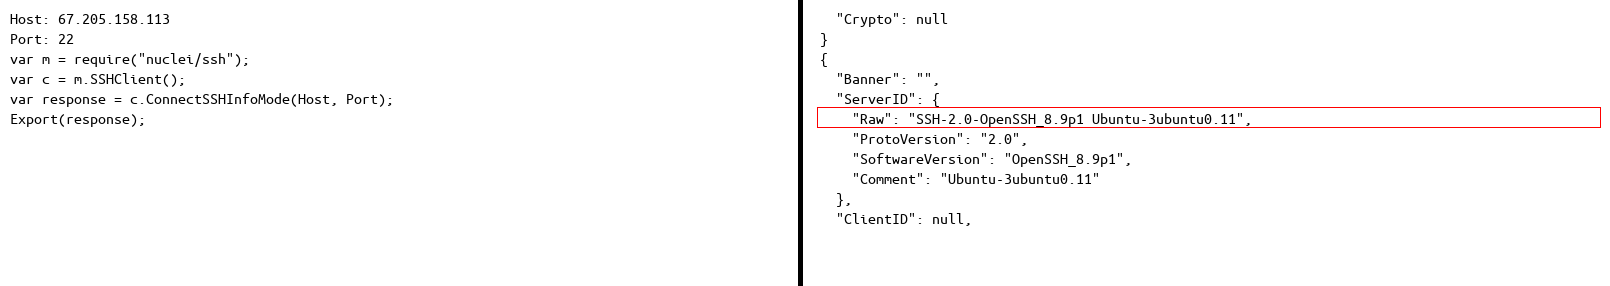 Host: 67.205.158.113
Port: 22
var m = require("nuclei/ssh");
var c = m.SSHClient();
var response = c.ConnectSSHInfoMode(Host, Port);
Export(response);
  "Crypto": null
}
{
  "Banner": "",
  "ServerID": {
    "Raw": "SSH-2.0-OpenSSH_8.9p1 Ubuntu-3ubuntu0.11",
    "ProtoVersion": "2.0",
    "SoftwareVersion": "OpenSSH_8.9p1",
    "Comment": "Ubuntu-3ubuntu0.11"
  },
  "ClientID": null,